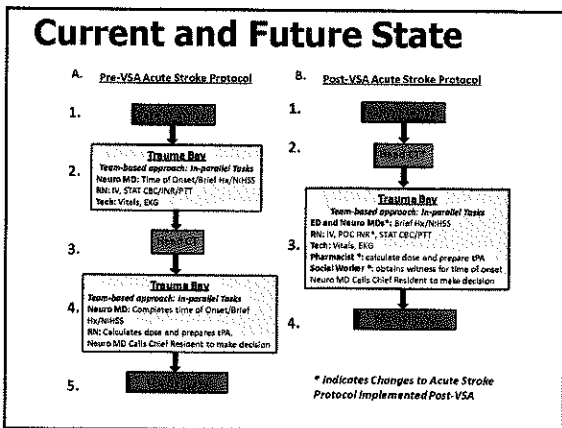 Current and Future State
A. Pre-VSA Acute Stroke Protocol
1.
2.
Trauma Bay
Team-based approach: In-parallel Tasks
Neuro MD: Time of Onset/Brief Hx/NIHSS
RN: IV, STAT CBC/INR/PTT
Tech: Vitals, EKG
3.
4.
Trauma Bay
Team-based approach: In-parallel Tasks
Neuro MD: Completes time of Onset/Brief
Hx/NIHSS
RN: Calculates dose and prepares tPA.
Neuro MD Calls Chief Resident to make decision
5.
B. Post-VSA Acute Stroke Protocol
1.
2.
Head CT
3.
Trauma Bay
Team-based approach: In-parallel Tasks
ED and Neuro MDs*: Brief Hx/NIHSS
RN: IV, POC INR*, STAT CBC/PTT
Tech: Vitals, EKG
Pharmacist *: calculate dose and prepare tPA
Social Worker *: obtains witness for time of onset
Neuro MD Calls Chief Resident to make decision
4.
* Indicates Changes to Acute Stroke
Protocol Implemented Post-VSA